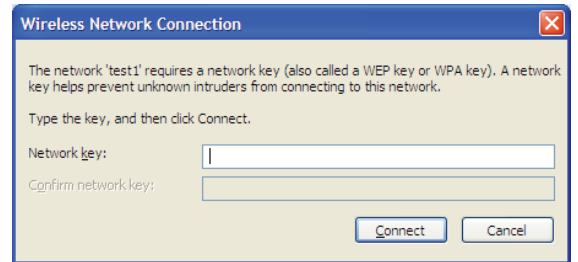 Wireless Network Connection
The network 'test1' requires a network key (also called a WEP key or WPA key). A network
key helps prevent unknown intruders from connecting to this network.
Type the key, and then click Connect.
Network key:
Confirm network key:
Connect Cancel